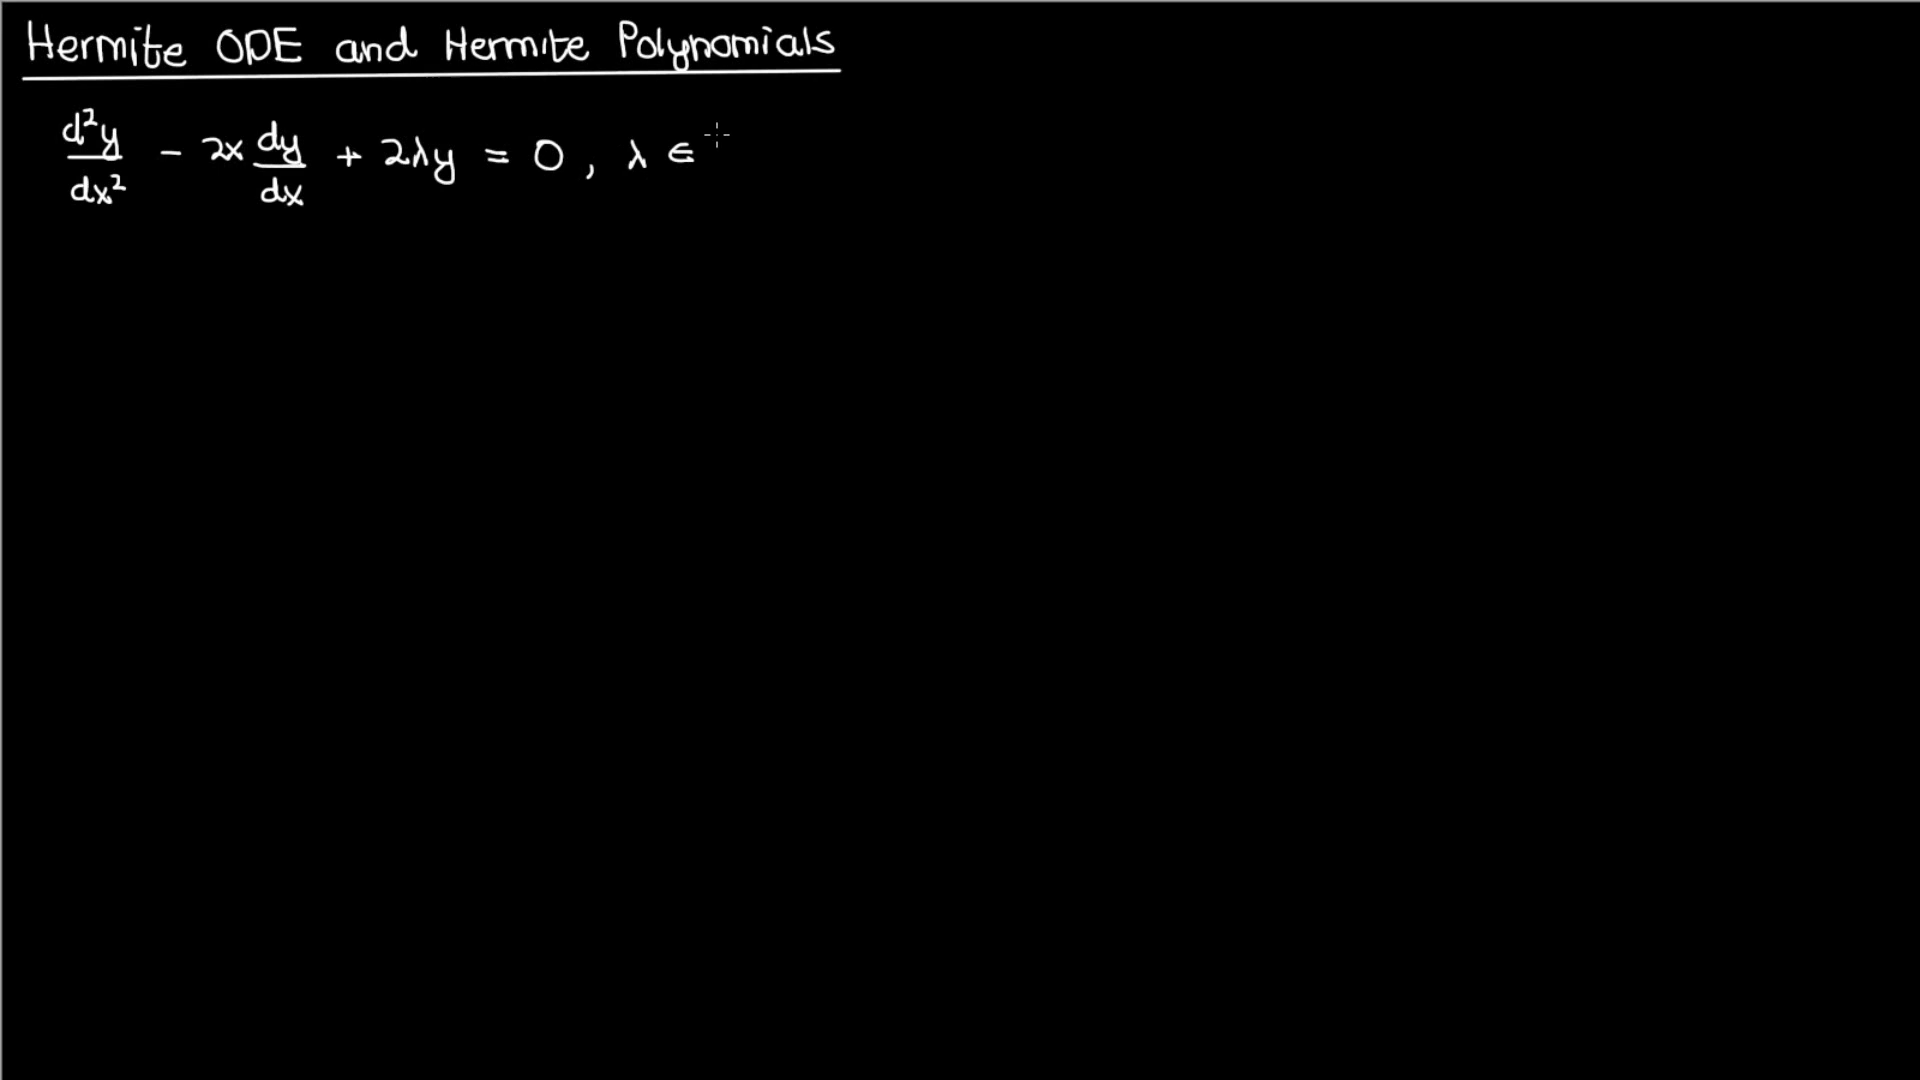 Hermite ODE and Hermite Polynomials
d²y/dx² - 2x dy/dx + 2λy = 0, λ ∈